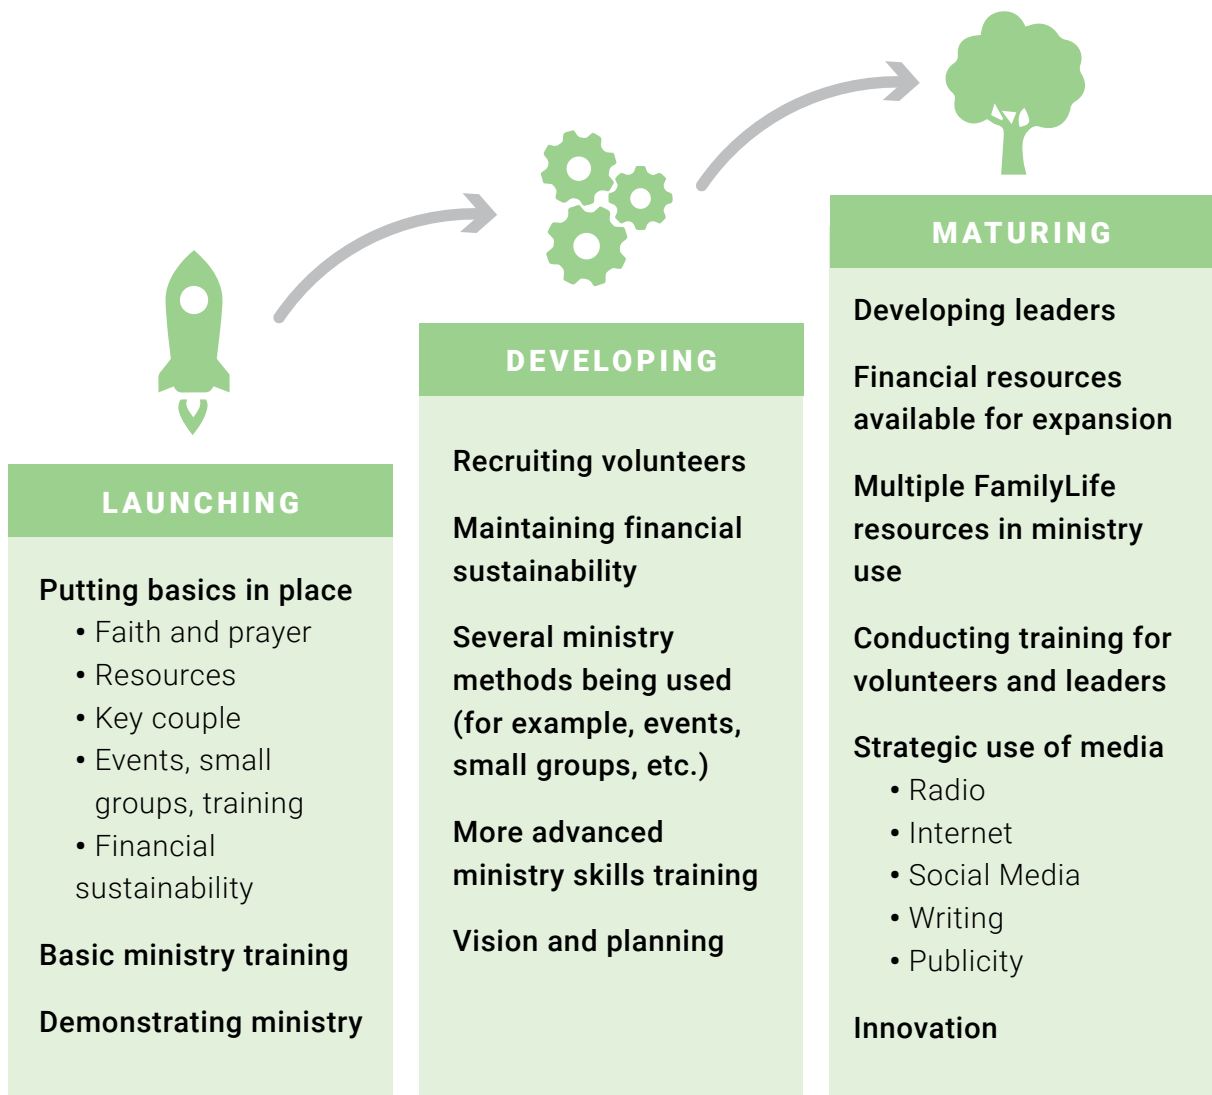 LAUNCHING
Putting basics in place
• Faith and prayer
• Resources
• Key couple
• Events, small
groups, training
• Financial
sustainability
Basic ministry training
Demonstrating ministry
DEVELOPING
Recruiting volunteers
Maintaining financial
sustainability
Several ministry
methods being used
(for example, events,
small groups, etc.)
More advanced
ministry skills training
Vision and planning
MATURING
Developing leaders
Financial resources
available for expansion
Multiple FamilyLife
resources in ministry
use
Conducting training for
volunteers and leaders
Strategic use of media
• Radio
• Internet
• Social Media
• Writing
• Publicity
Innovation